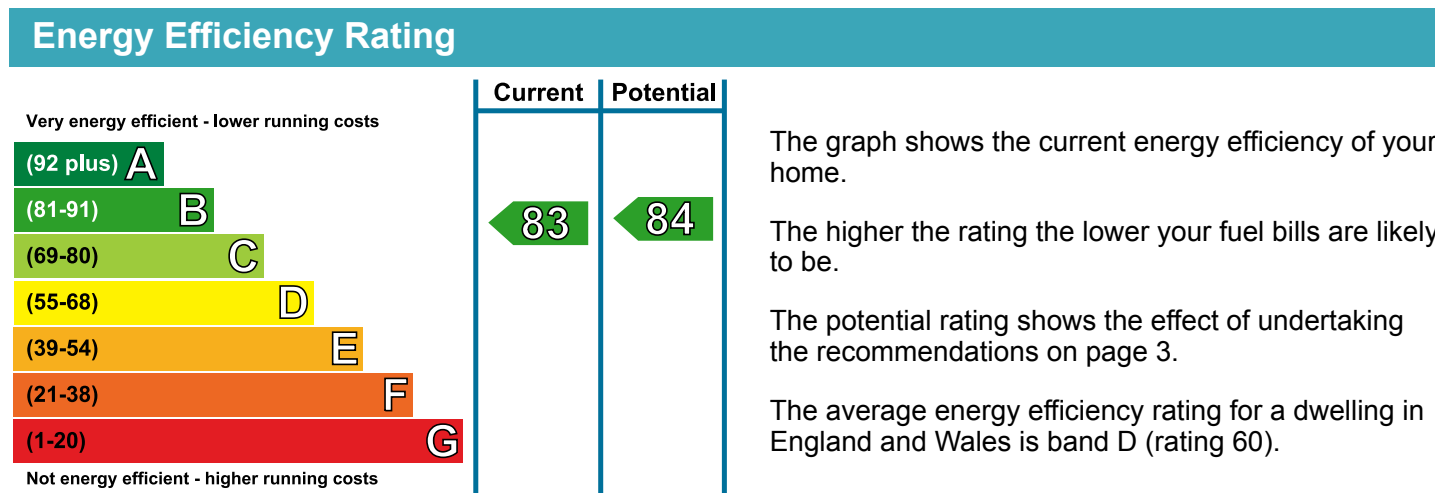 Energy Efficiency Rating
Current Potential
Very energy efficient - lower running costs
(92 plus) A
(81-91) B
83 84
(69-80) C
(55-68) D
(39-54) E
(21-38) F
(1-20) G
Not energy efficient - higher running costs
The graph shows the current energy efficiency of your
home.
The higher the rating the lower your fuel bills are likely
to be.
The potential rating shows the effect of undertaking
the recommendations on page 3.
The average energy efficiency rating for a dwelling in
England and Wales is band D (rating 60).